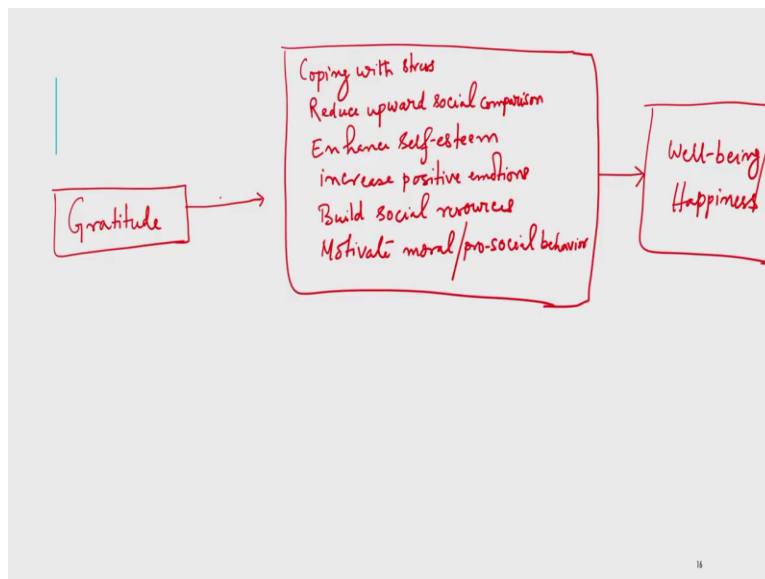 Gratitude
Coping with stress
Reduce upward social comparison
Enhance self-esteem
increase positive emotions
Build social resources
Motivate moral/pro-social behavior
Well-being/
Happiness
16